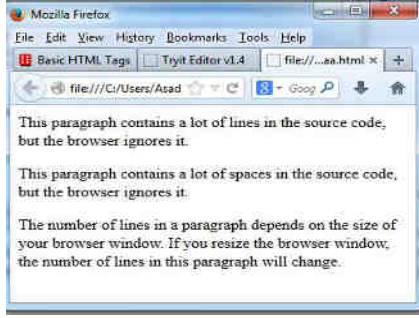 Mozilla Firefox
File Edit View History Bookmarks Tools Help
Basic HTML Tags Tryit Editor v1.4 file://...aa.html × +
file:///C:/Users/Asad Goog
This paragraph contains a lot of lines in the source code,
but the browser ignores it.
This paragraph contains a lot of spaces in the source code,
but the browser ignores it.
The number of lines in a paragraph depends on the size of
your browser window. If you resize the browser window,
the number of lines in this paragraph will change.